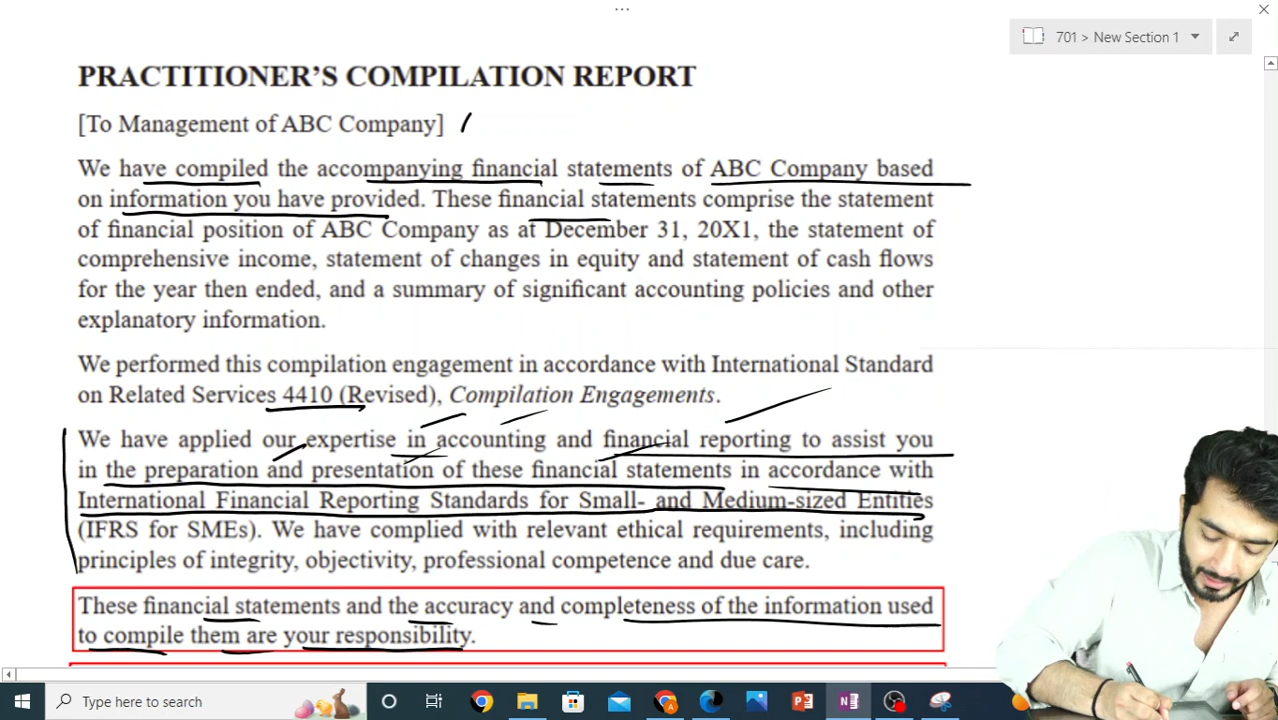 701 > New Section 1
PRACTITIONER'S COMPILATION REPORT
[To Management of ABC Company]
We have compiled the accompanying financial statements of ABC Company based
on information you have provided. These financial statements comprise the statement
of financial position of ABC Company as at December 31, 20X1, the statement of
comprehensive income, statement of changes in equity and statement of cash flows
for the year then ended, and a summary of significant accounting policies and other
explanatory information.
We performed this compilation engagement in accordance with International Standard
on Related Services 4410 (Revised), Compilation Engagements.
We have applied our expertise in accounting and financial reporting to assist you
in the preparation and presentation of these financial statements in accordance with
International Financial Reporting Standards for Small- and Medium-sized Entities
(IFRS for SMEs). We have complied with relevant ethical requirements, including
principles of integrity, objectivity, professional competence and due care.
These financial statements and the accuracy and completeness of the information used
to compile them are your responsibility.
Type here to search